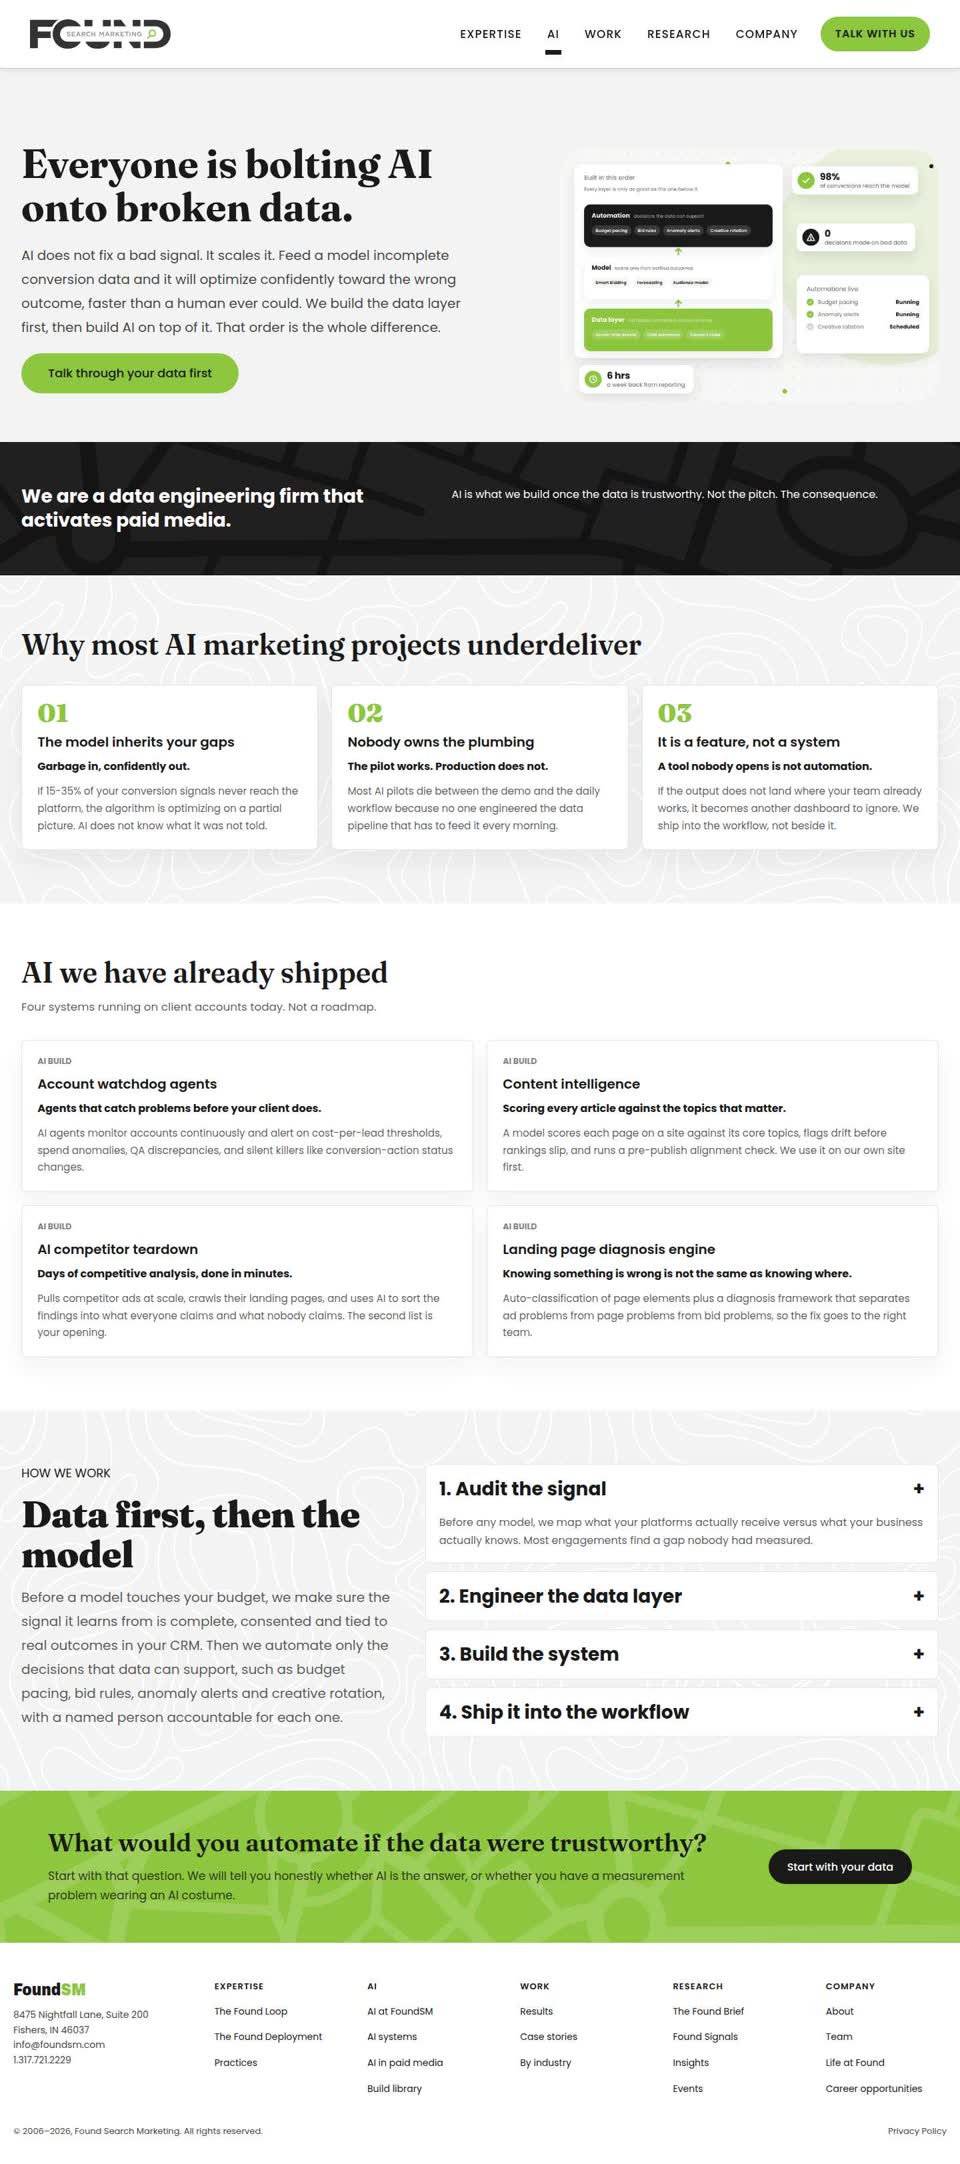 FOUND
SEARCH MARKETING
EXPERTISE
AI
WORK
RESEARCH
COMPANY
TALK WITH US
Everyone is bolting AI
onto broken data.
AI does not fix a bad signal. It scales it. Feed a model incomplete
conversion data and it will optimize confidently toward the wrong
outcome, faster than a human ever could. We build the data layer
first, then build AI on top of it. That order is the whole difference.
Talk through your data first
Built in this order
Every layer is only as good as the one below it.
Automation decisions the data can support
Budget pacing
Bid rules
Anomaly alerts
Creative rotation
Model learns only from verified outcomes
Smart Bidding
Forecasting
Audience model
Data layer
98%
of conversions reach the model
0
decisions made on bad data
Automations live
Budget pacing Running
Anomaly alerts Running
Creative rotation Scheduled
6 hrs
a week back from reporting
We are a data engineering firm that
activates paid media.
AI is what we build once the data is trustworthy. Not the pitch. The consequence.
Why most AI marketing projects underdeliver
01
The model inherits your gaps
Garbage in, confidently out.
If 15-35% of your conversion signals never reach the
platform, the algorithm is optimizing on a partial
picture. AI does not know what it was not told.
02
Nobody owns the plumbing
The pilot works. Production does not.
Most AI pilots die between the demo and the daily
workflow because no one engineered the data
pipeline that has to feed it every morning.
03
It is a feature, not a system
A tool nobody opens is not automation.
If the output does not land where your team already
works, it becomes another dashboard to ignore. We
ship into the workflow, not beside it.
AI we have already shipped
Four systems running on client accounts today. Not a roadmap.
AI BUILD
Account watchdog agents
Agents that catch problems before your client does.
AI agents monitor accounts continuously and alert on cost-per-lead thresholds,
spend anomalies, QA discrepancies, and silent killers like conversion-action status
changes.
AI BUILD
Content intelligence
Scoring every article against the topics that matter.
A model scores each page on a site against its core topics, flags drift before
rankings slip, and runs a pre-publish alignment check. We use it on our own site
first.
AI BUILD
AI competitor teardown
Days of competitive analysis, done in minutes.
Pulls competitor ads at scale, crawls their landing pages, and uses AI to sort the
findings into what everyone claims and what nobody claims. The second list is
your opening.
AI BUILD
Landing page diagnosis engine
Knowing something is wrong is not the same as knowing where.
Auto-classification of page elements plus a diagnosis framework that separates
ad problems from page problems from bid problems, so the fix goes to the right
team.
HOW WE WORK
Data first, then the
model
Before a model touches your budget, we make sure the
signal it learns from is complete, consented and tied to
real outcomes in your CRM. Then we automate only the
decisions that data can support, such as budget
pacing, bid rules, anomaly alerts and creative rotation,
with a named person accountable for each one.
1. Audit the signal +
Before any model, we map what your platforms actually receive versus what your business
actually knows. Most engagements find a gap nobody had measured.
2. Engineer the data layer +
3. Build the system +
4. Ship it into the workflow +
What would you automate if the data were trustworthy?
Start with that question. We will tell you honestly whether AI is the answer, or whether you have a measurement
problem wearing an AI costume.
Start with your data
FoundSM
8475 Nightfall Lane, Suite 200
Fishers, IN 46037
info@foundsm.com
1.317.721.2229
EXPERTISE
The Found Loop
The Found Deployment
Practices
AI
AI at FoundSM
AI systems
AI in paid media
Build library
WORK
Results
Case stories
By industry
RESEARCH
The Found Brief
Found Signals
Insights
Events
COMPANY
About
Team
Life at Found
Career opportunities
© 2006–2026, Found Search Marketing. All rights reserved.
Privacy Policy